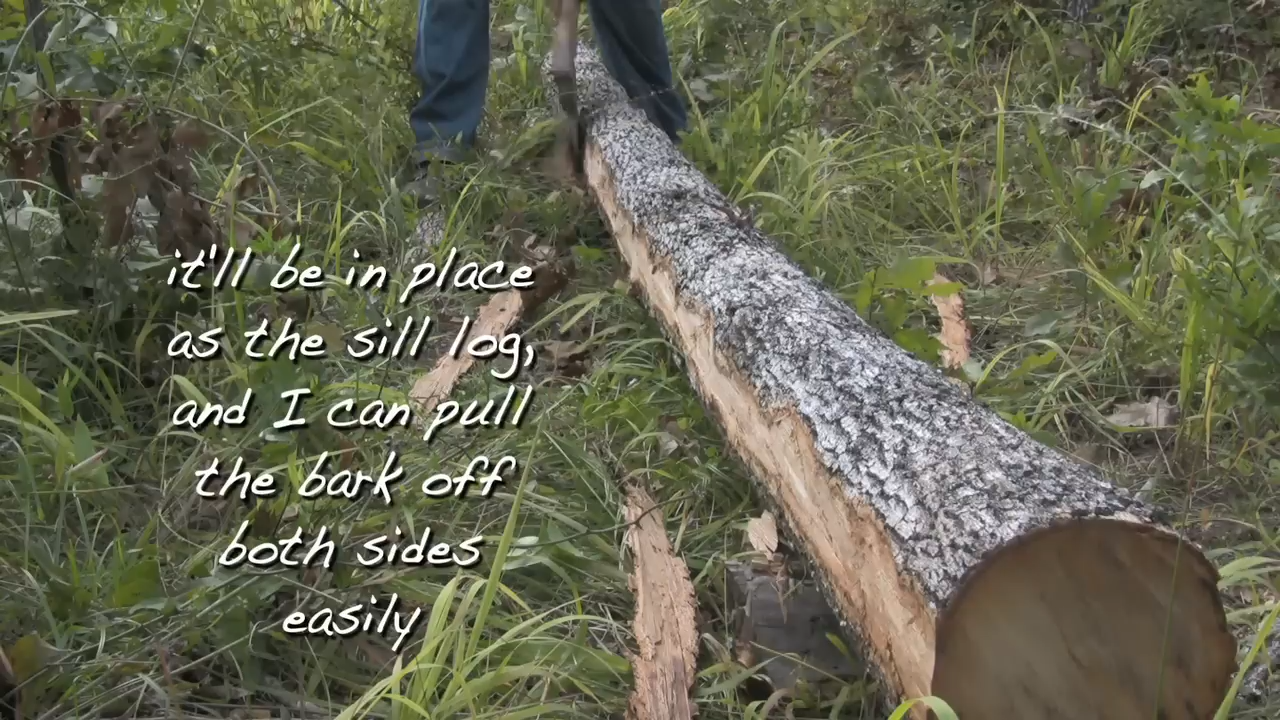 it'll be in place
as the sill log,
and I can pull
the bark off
both sides
easily